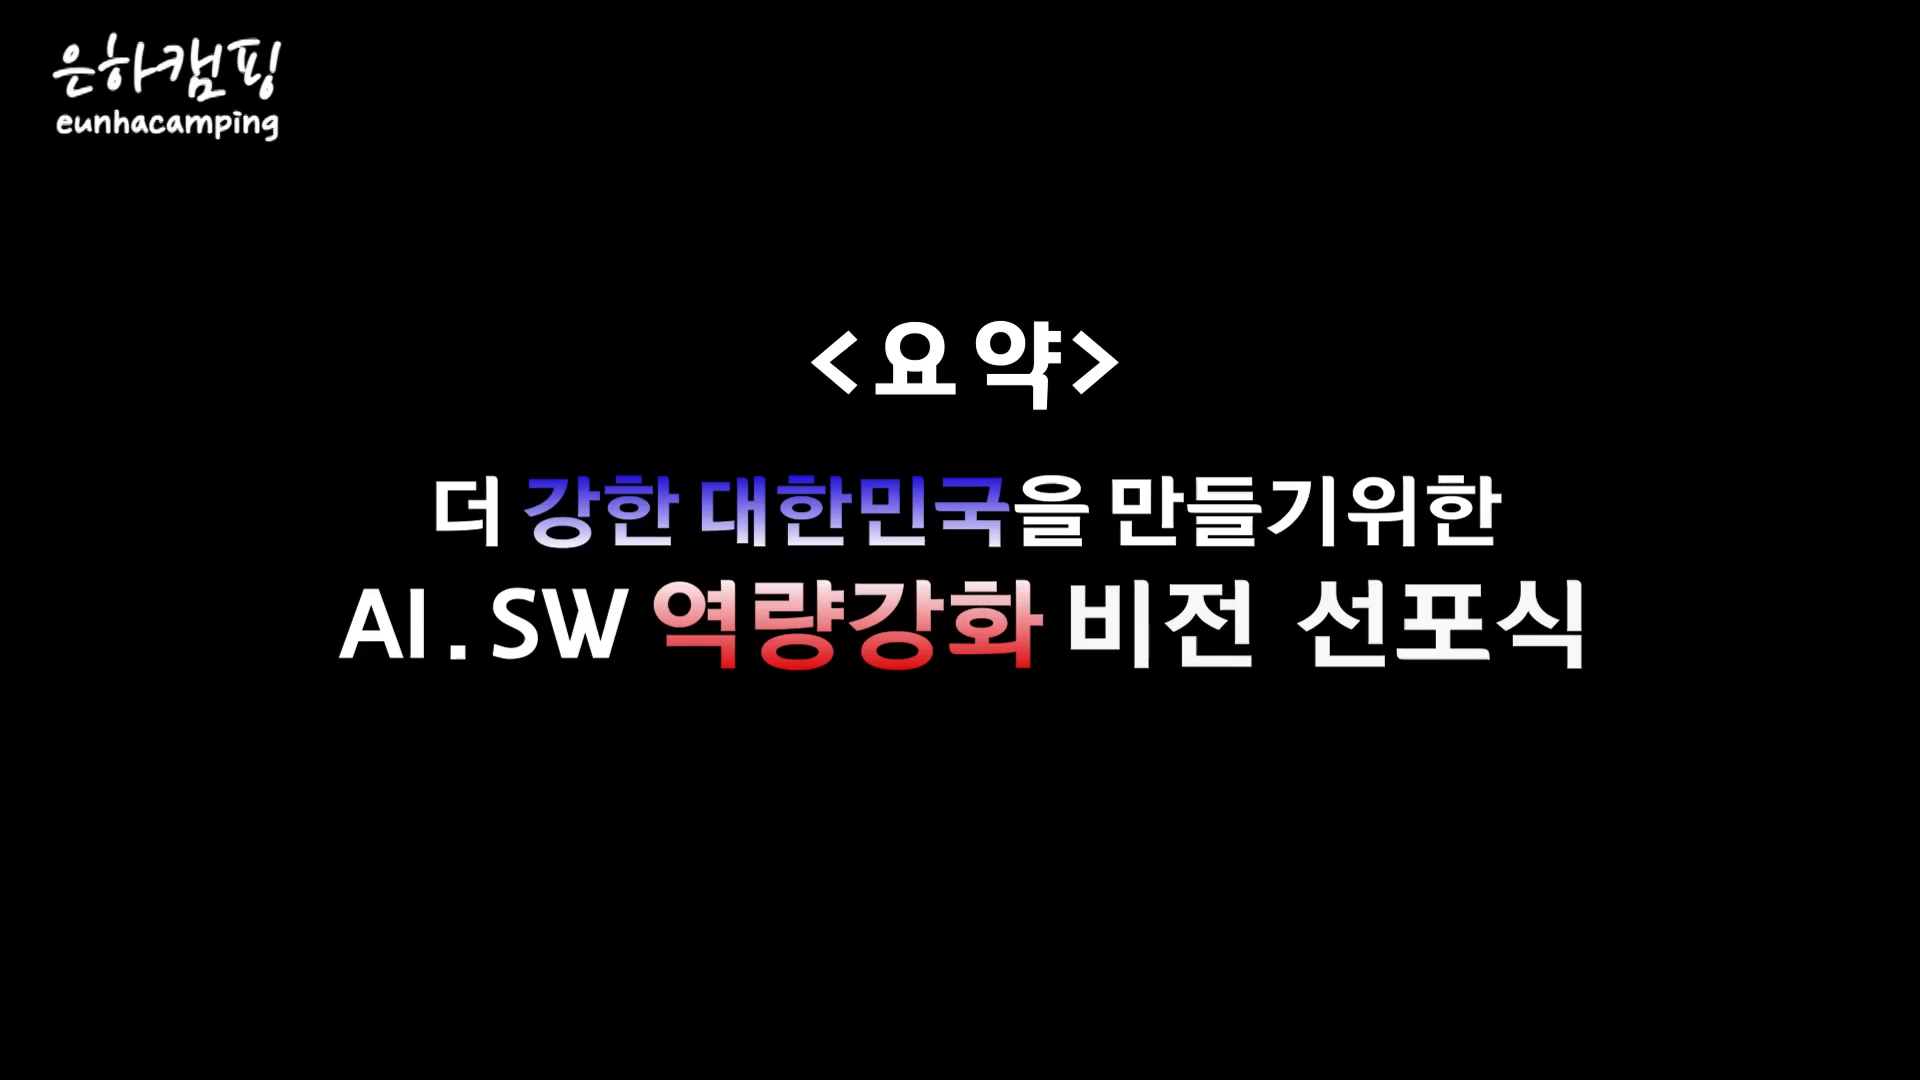 은하캠핑
eunhacamping
<요약>
더 강한 대한민국을 만들기위한
AI.SW 역량강화 비전 선포식